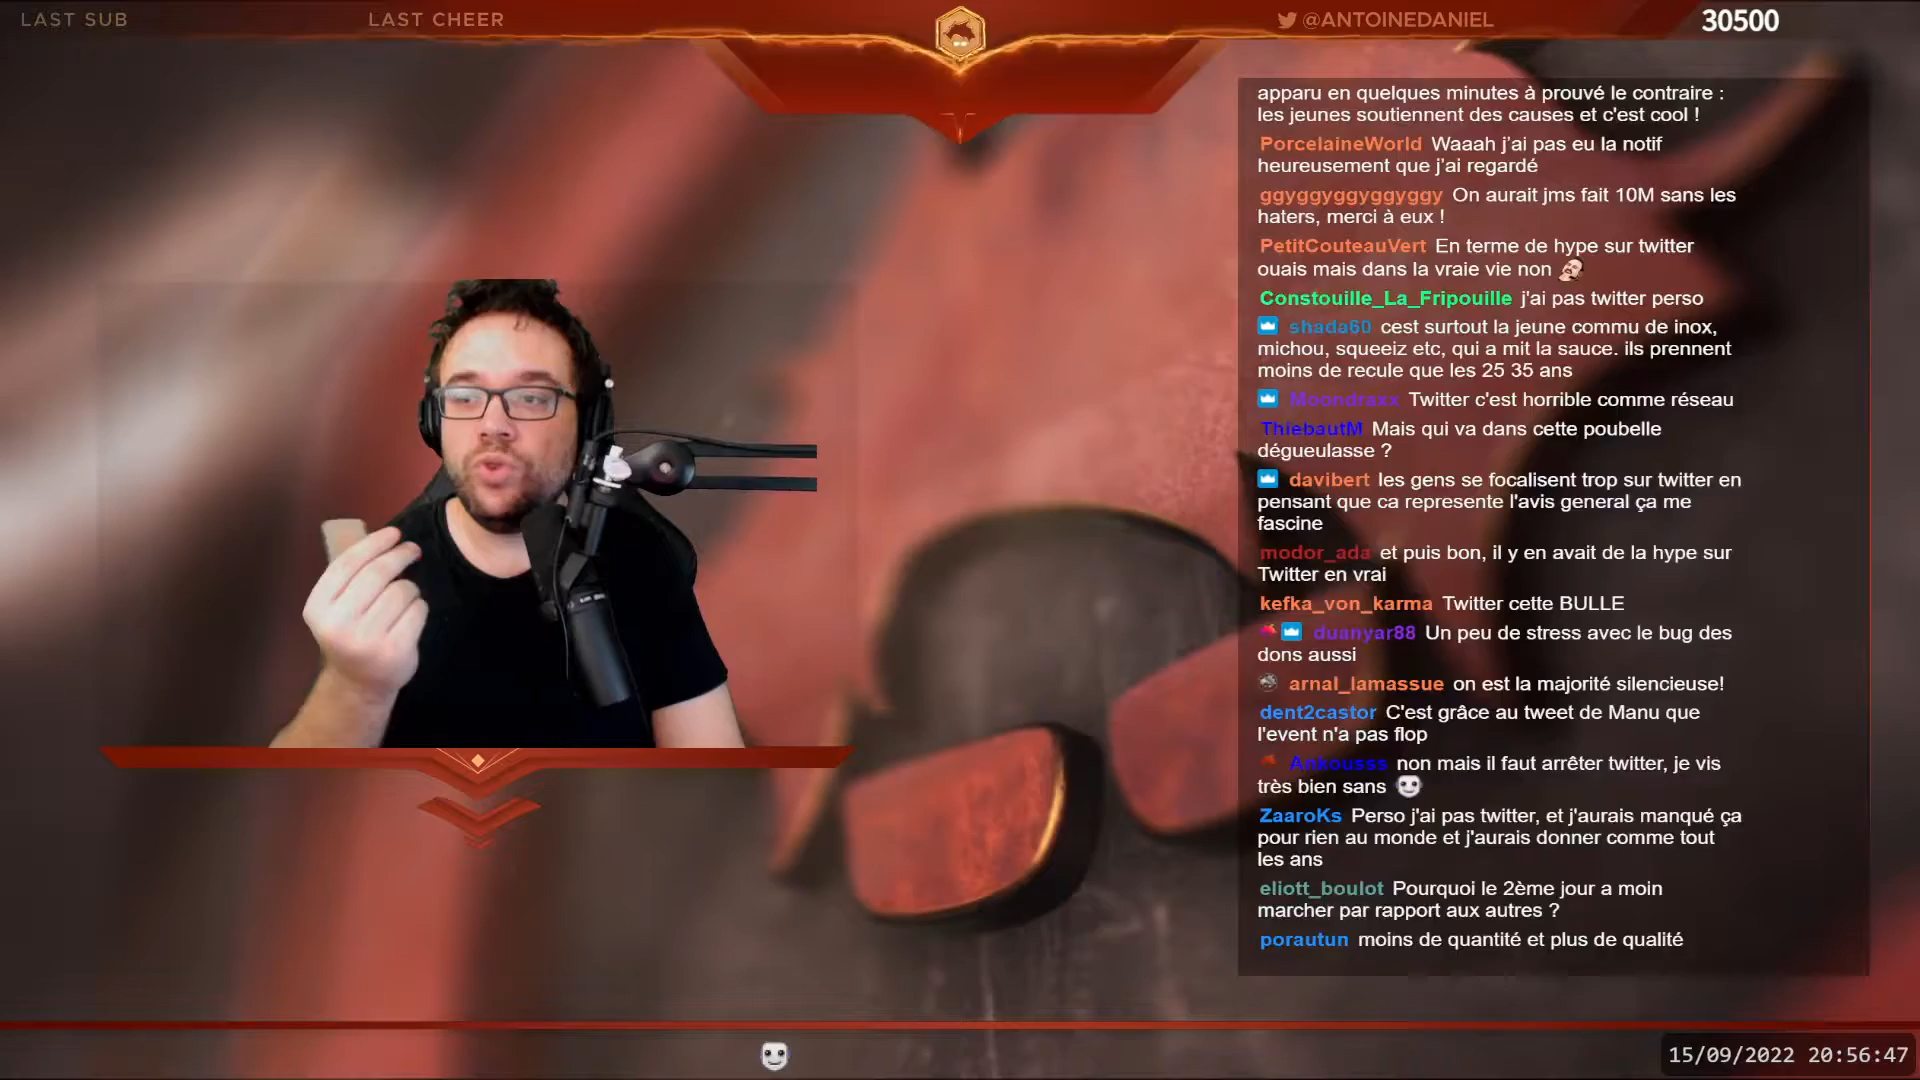 LAST SUB
LAST CHEER
@ANTOINEDANIEL
30500
apparu en quelques minutes à prouvé le contraire :
les jeunes soutiennent des causes et c'est cool !
PorcelaineWorld Waaah j'ai pas eu la notif
heureusement que j'ai regardé
ggyggyggyggyggy On aurait jms fait 10M sans les
haters, merci à eux !
PetitCouteauVert En terme de hype sur twitter
ouais mais dans la vraie vie non
Constouille_La_Fripouille j'ai pas twitter perso
shada60 cest surtout la jeune commu de inox,
michou, squeeiz etc, qui a mit la sauce. ils prennent
moins de recule que les 25 35 ans
Moondraxx Twitter c'est horrible comme réseau
ThiebautM Mais qui va dans cette poubelle
dégueulasse ?
davibert les gens se focalisent trop sur twitter en
pensant que ca represente l'avis general ça me
fascine
modor_ada et puis bon, il y en avait de la hype sur
Twitter en vrai
kefka_von_karma Twitter cette BULLE
duanyar88 Un peu de stress avec le bug des
dons aussi
arnal_lamassue on est la majorité silencieuse!
dent2castor C'est grâce au tweet de Manu que
l'event n'a pas flop
Ankousss non mais il faut arrêter twitter, je vis
très bien sans
ZaaroKs Perso j'ai pas twitter, et j'aurais manqué ça
pour rien au monde et j'aurais donner comme tout
les ans
eliott_boulot Pourquoi le 2ème jour a moin
marcher par rapport aux autres ?
porautun moins de quantité et plus de qualité
15/09/2022 20:56:47